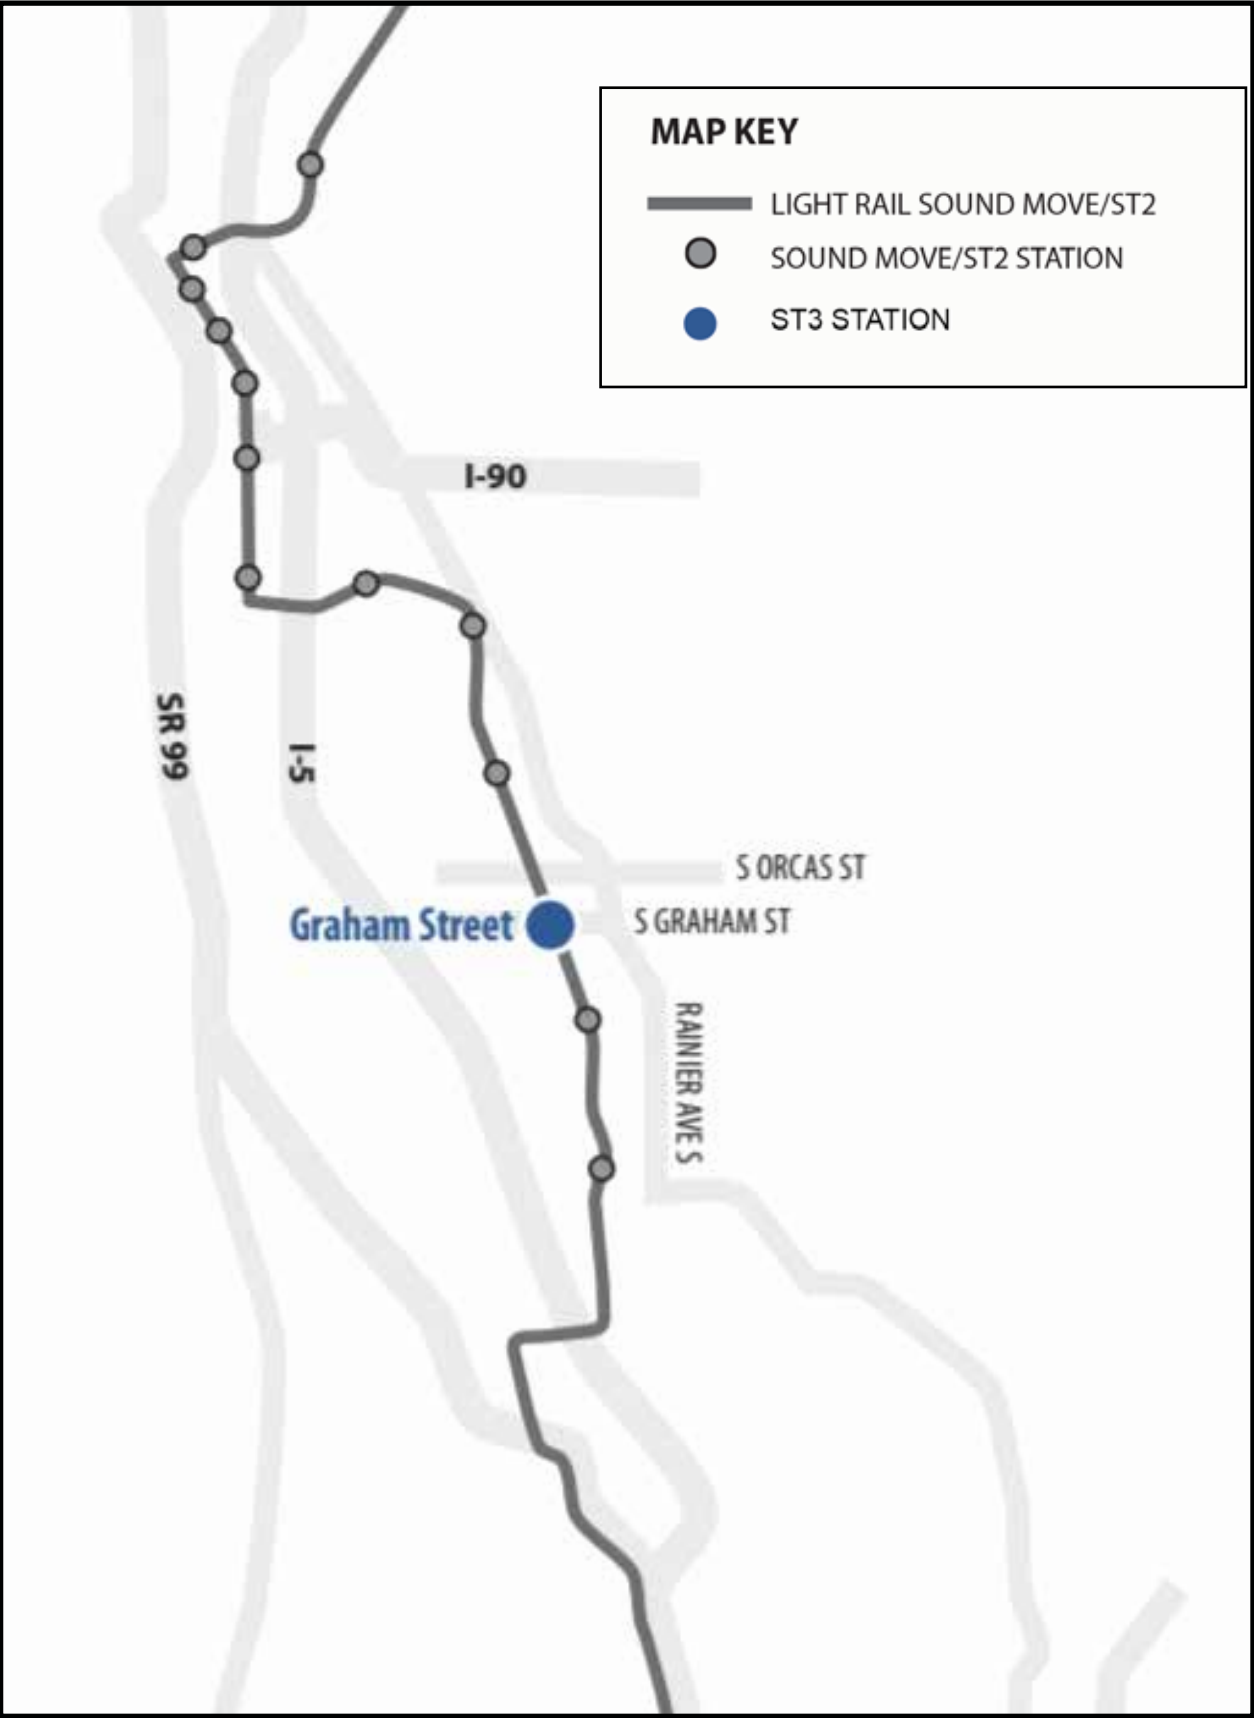 MAP KEY
LIGHT RAIL SOUND MOVE/ST2
SOUND MOVE/ST2 STATION
ST3 STATION
I-90
SR 99
I-5
S ORCAS ST
Graham Street
S GRAHAM ST
RAINIER AVE S